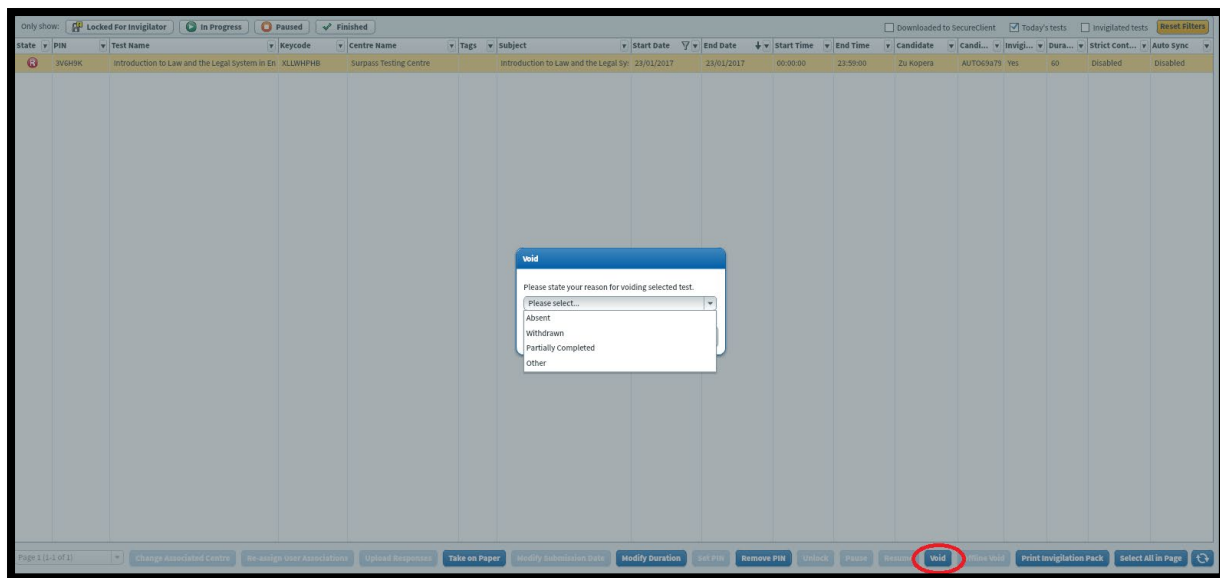 Only show: Locked For Invigilator In Progress Paused Finished Downloaded to SecureClient Today's tests Invigilated tests Reset Filters
State PIN Test Name Keycode Centre Name Tags Subject Start Date End Date Start Time End Time Candidate Candi... Invigi... Dura... Strict Cont... Auto Sync
R 3V6H9K Introduction to Law and the Legal System in En XLLWHPHB Surpass Testing Centre Introduction to Law and the Legal Sy 23/01/2017 23/01/2017 00:00:00 23:59:00 Zu Kopera AUTO69a79 Yes 60 Disabled Disabled
Void
Please state your reason for voiding selected test.
Please select...
Absent
Withdrawn
Partially Completed
Other
Page 1 (1-1 of 1) Change Associated Centre Re-assign User Associations Upload Responses Take on Paper Modify Submission Date Modify Duration Set PIN Remove PIN Unlock Pause Resume Void Offline Void Print Invigilation Pack Select All in Page